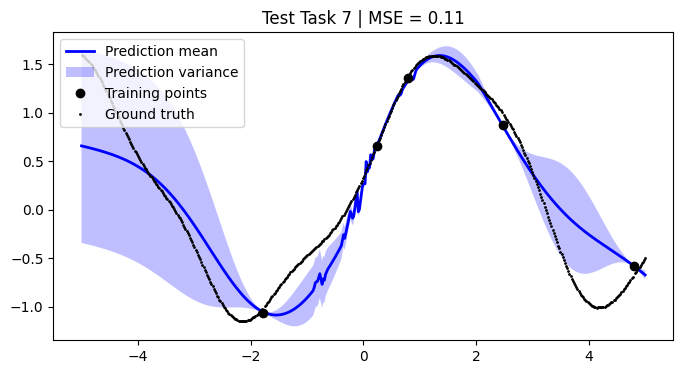 Test Task 7 | MSE = 0.11
Prediction mean
Prediction variance
Training points
Ground truth
1.5
1.0
0.5
0.0
−0.5
−1.0
−4 −2 0 2 4